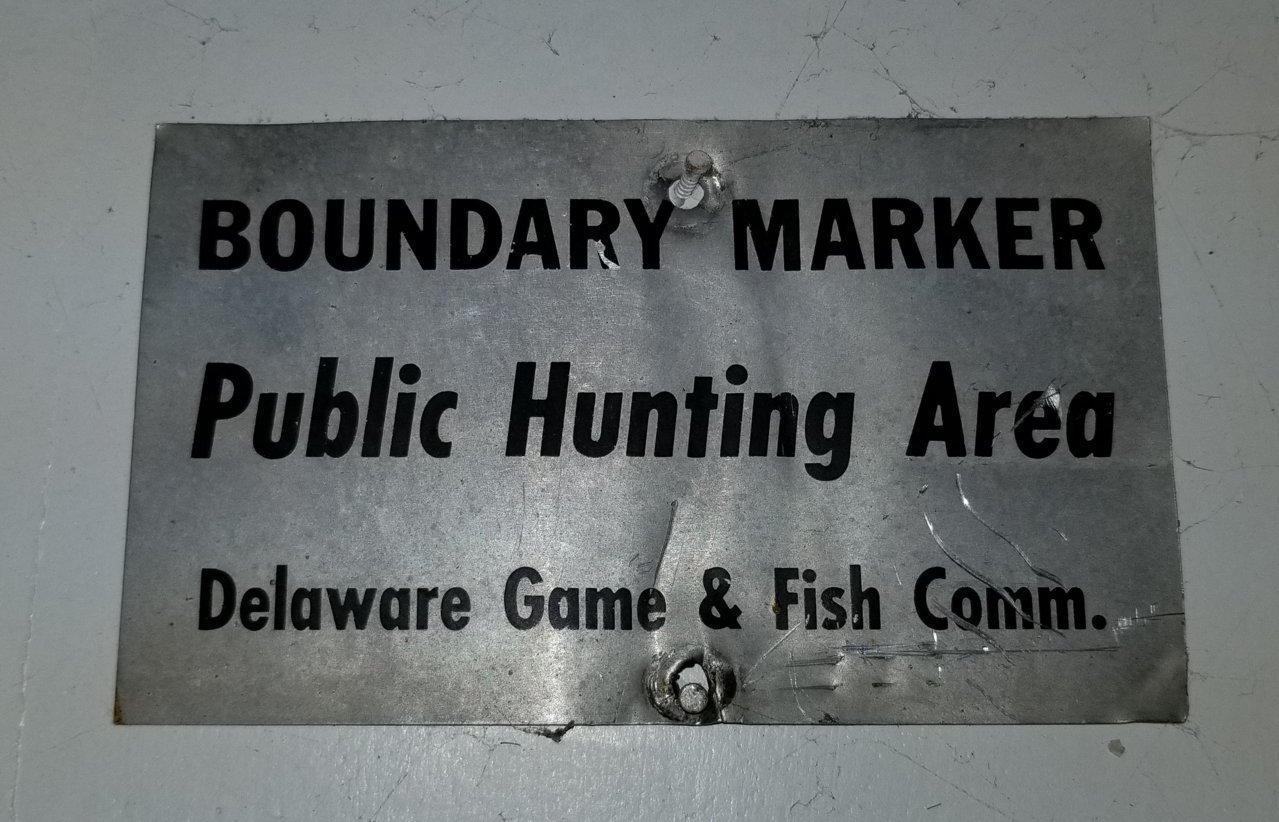 BOUNDARY MARKER
Public Hunting Area
Delaware Game & Fish Comm.